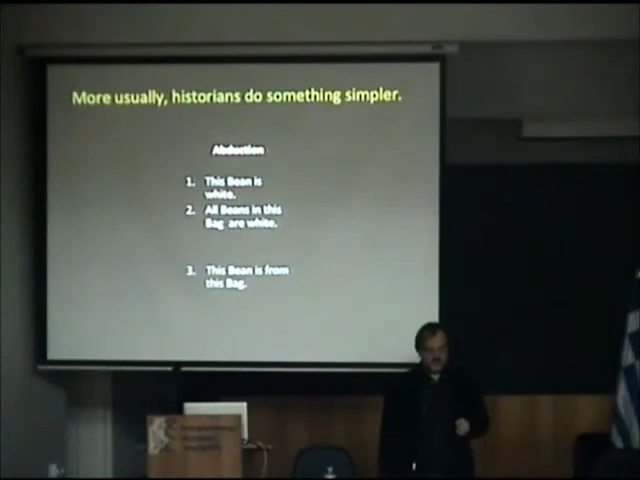 More usually, historians do something simpler.
Abduction
1. This Bean is
white.
2. All Beans in this
Bag are white.
3. This Bean is from
this Bag.